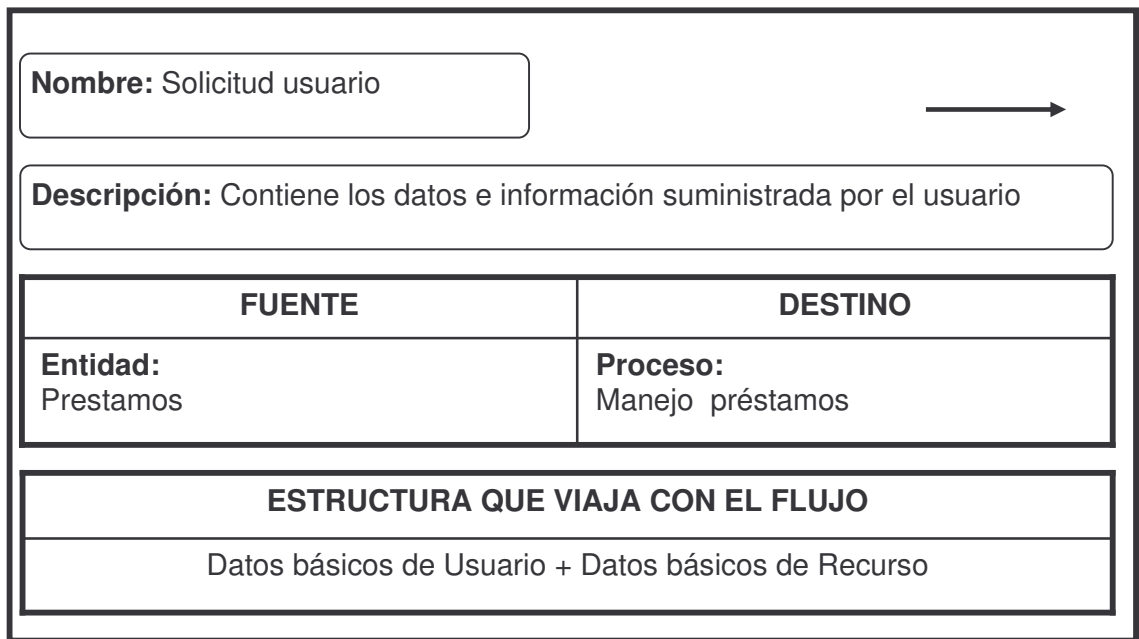 Nombre: Solicitud usuario
Descripción: Contiene los datos e información suministrada por el usuario
FUENTE
DESTINO
Entidad:
Prestamos
Proceso:
Manejo préstamos
ESTRUCTURA QUE VIAJA CON EL FLUJO
Datos básicos de Usuario + Datos básicos de Recurso